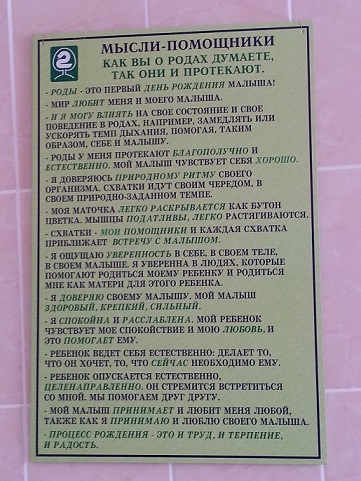 МЫСЛИ-ПОМОЩНИКИ
КАК ВЫ О РОДАХ ДУМАЕТЕ,
ТАК ОНИ И ПРОТЕКАЮТ.
- РОДЫ - ЭТО ПЕРВЫЙ ДЕНЬ РОЖДЕНИЯ МАЛЫША!
- МИР ЛЮБИТ МЕНЯ И МОЕГО МАЛЫША.
- И Я МОГУ ВЛИЯТЬ НА СВОЕ СОСТОЯНИЕ И СВОЕ
ПОВЕДЕНИЕ В РОДАХ. НАПРИМЕР, ЗАМЕДЛЯТЬ ИЛИ
УСКОРЯТЬ ТЕМП ДЫХАНИЯ, ПОМОГАЯ, ТАКИМ
ОБРАЗОМ, СЕБЕ И МАЛЫШУ.
- РОДЫ У МЕНЯ ПРОТЕКАЮТ БЛАГОПОЛУЧНО И
ЕСТЕСТВЕННО. МОЙ МАЛЫШ ЧУВСТВУЕТ СЕБЯ ХОРОШО.
- Я ДОВЕРЯЮСЬ ПРИРОДНОМУ РИТМУ СВОЕГО
ОРГАНИЗМА. СХВАТКИ ИДУТ СВОИМ ЧЕРЕДОМ, В
СВОЕМ ПРИРОДНО-ЗАДАННОМ ТЕМПЕ.
- МОЯ МАТОЧКА ЛЕГКО РАСКРЫВАЕТСЯ КАК БУТОН
ЦВЕТКА. МЫШЦЫ ПОДАТЛИВЫ, ЛЕГКО РАСТЯГИВАЮТСЯ.
- СХВАТКИ - МОИ ПОМОЩНИКИ И КАЖДАЯ СХВАТКА
ПРИБЛИЖАЕТ ВСТРЕЧУ С МАЛЫШОМ.
- Я ОЩУЩАЮ УВЕРЕННОСТЬ В СЕБЕ, В СВОЕМ ТЕЛЕ,
В СВОЕМ МАЛЫШЕ. Я УВЕРЕННА В ЛЮДЯХ, КОТОРЫЕ
ПОМОГАЮТ РОДИТЬСЯ МОЕМУ РЕБЕНКУ И РОДИТЬСЯ
МНЕ КАК МАТЕРИ ДЛЯ ЭТОГО РЕБЕНКА.
- Я ДОВЕРЯЮ СВОЕМУ МАЛЫШУ. МОЙ МАЛЫШ
ЗДОРОВЫЙ, КРЕПКИЙ, СИЛЬНЫЙ.
- Я СПОКОЙНА И РАССЛАБЛЕНА. МОЙ РЕБЕНОК
ЧУВСТВУЕТ МОЕ СПОКОЙСТВИЕ И МОЮ ЛЮБОВЬ, И
ЭТО ПОМОГАЕТ ЕМУ.
- РЕБЕНОК ВЕДЕТ СЕБЯ ЕСТЕСТВЕННО: ДЕЛАЕТ ТО,
ЧТО ОН ХОЧЕТ, ТО, ЧТО СЕЙЧАС НЕОБХОДИМО ЕМУ.
- РЕБЕНОК ОПУСКАЕТСЯ ЕСТЕСТВЕННО,
ЦЕЛЕНАПРАВЛЕННО. ОН СТРЕМИТСЯ ВСТРЕТИТЬСЯ
СО МНОЙ. МЫ ПОМОГАЕМ ДРУГ ДРУГУ.
- МОЙ МАЛЫШ ПРИНИМАЕТ И ЛЮБИТ МЕНЯ ЛЮБОЙ,
ТАКЖЕ КАК Я ПРИНИМАЮ И ЛЮБЛЮ СВОЕГО МАЛЫША.
- ПРОЦЕСС РОЖДЕНИЯ - ЭТО И ТРУД, И ТЕРПЕНИЕ,
И РАДОСТЬ.